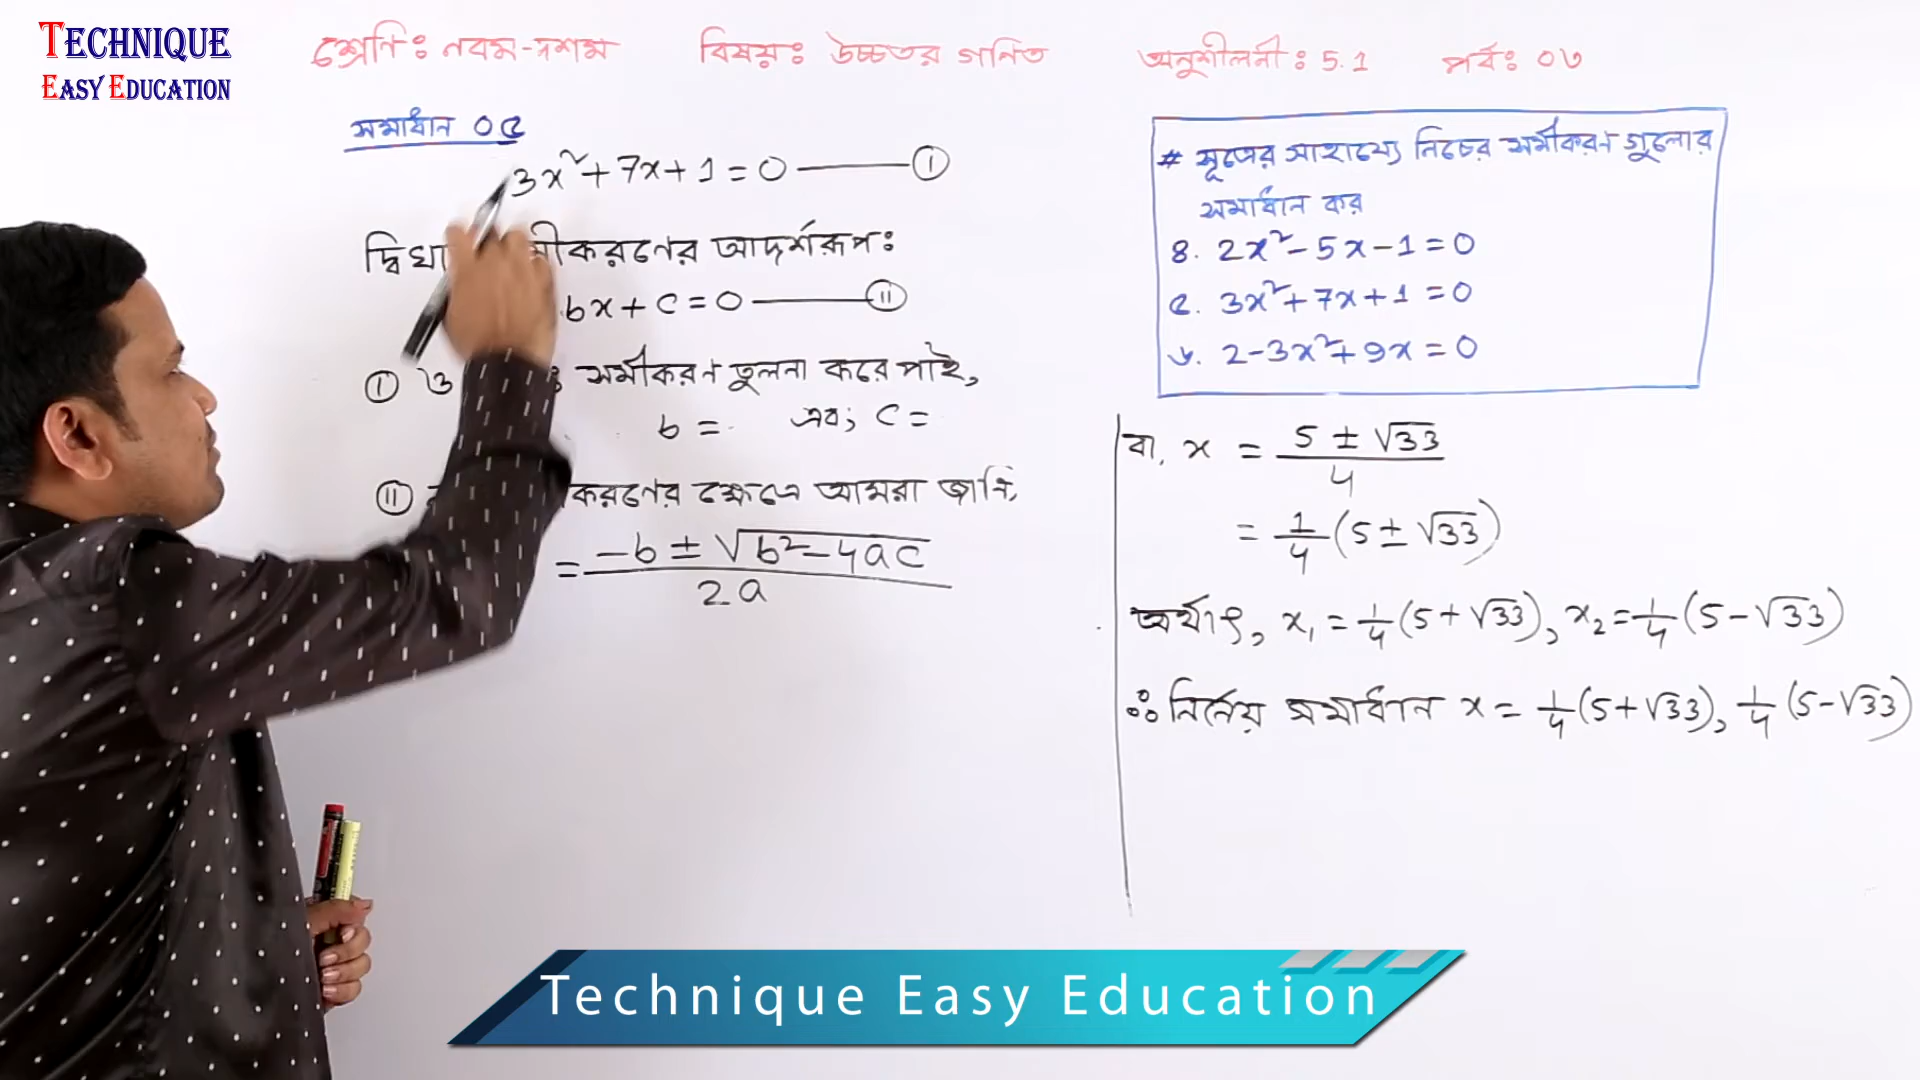 TECHNIQUE
EASY EDUCATION
শ্রেণি: নবম-দশম বিষয়: উচ্চতর গণিত অনুশীলনী: 5.1 পর্ব: ০৩
সমাধান ০৫
3x²+7x+1=0 ——— (I)
সমীকরণের আদর্শরূপ:
bx+c=0 ——— (II)
(I) ও সমীকরণ তুলনা করে পাই,
b = এবং c =
(II) আমরা জানি,
= -b ± √b²-4ac
2a
# সূত্রের সাহায্যে নিচের সমীকরণ গুলোর
সমাধান কর
৪. 2x²-5x-1=0
৫. 3x²+7x+1=0
৬. 2-3x²+9x=0
বা, x = 5 ± √33
4
= 1/4 (5 ± √33)
অর্থাৎ, x₁ = 1/4 (5+√33), x₂ = 1/4 (5-√33)
∴ নির্নেয় সমাধান x = 1/4 (5+√33), 1/4 (5-√33)
Technique Easy Education